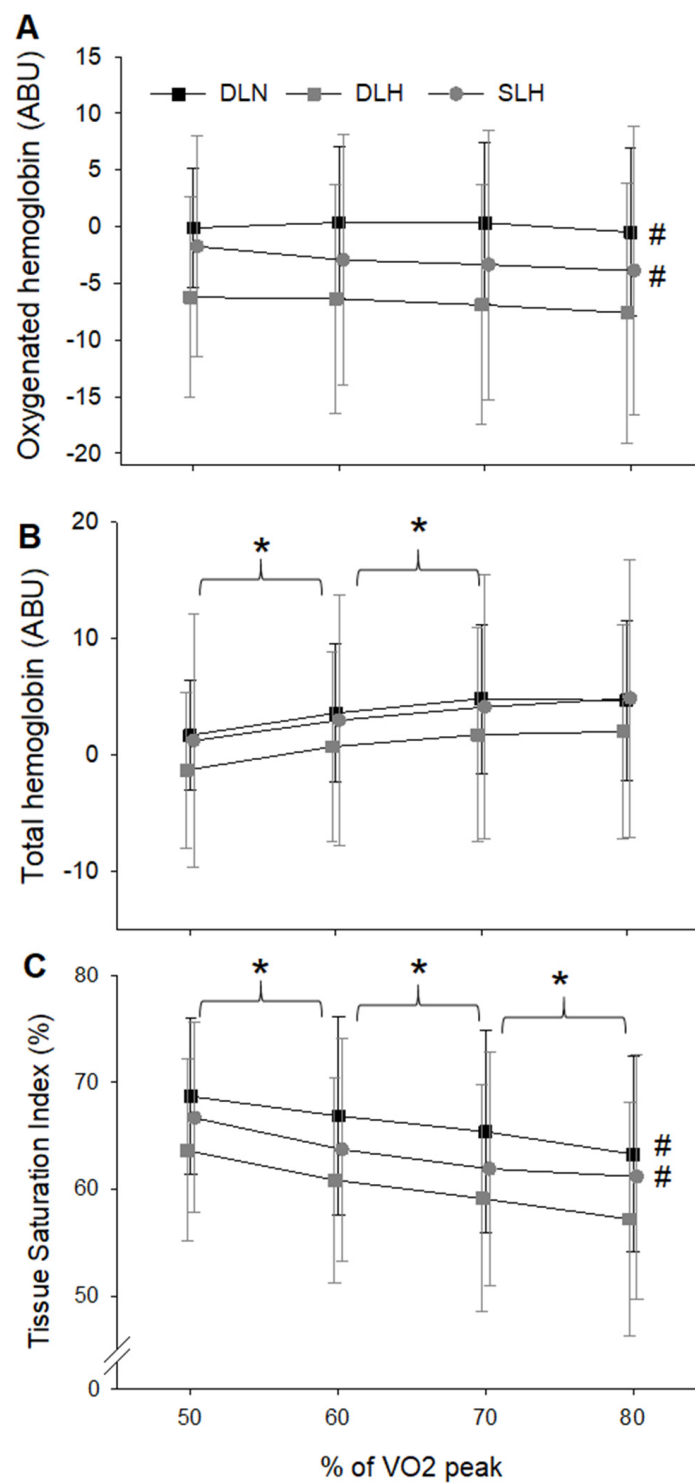 A
Oxygenated hemoglobin (ABU)
15
10
5
0
-5
-10
-15
-20
DLN DLH SLH
#
#
B
Total hemoglobin (ABU)
20
10
0
-10
* *
C
Tissue Saturation Index (%)
80
70
60
50
0
* * *
#
#
50 60 70 80
% of VO2 peak